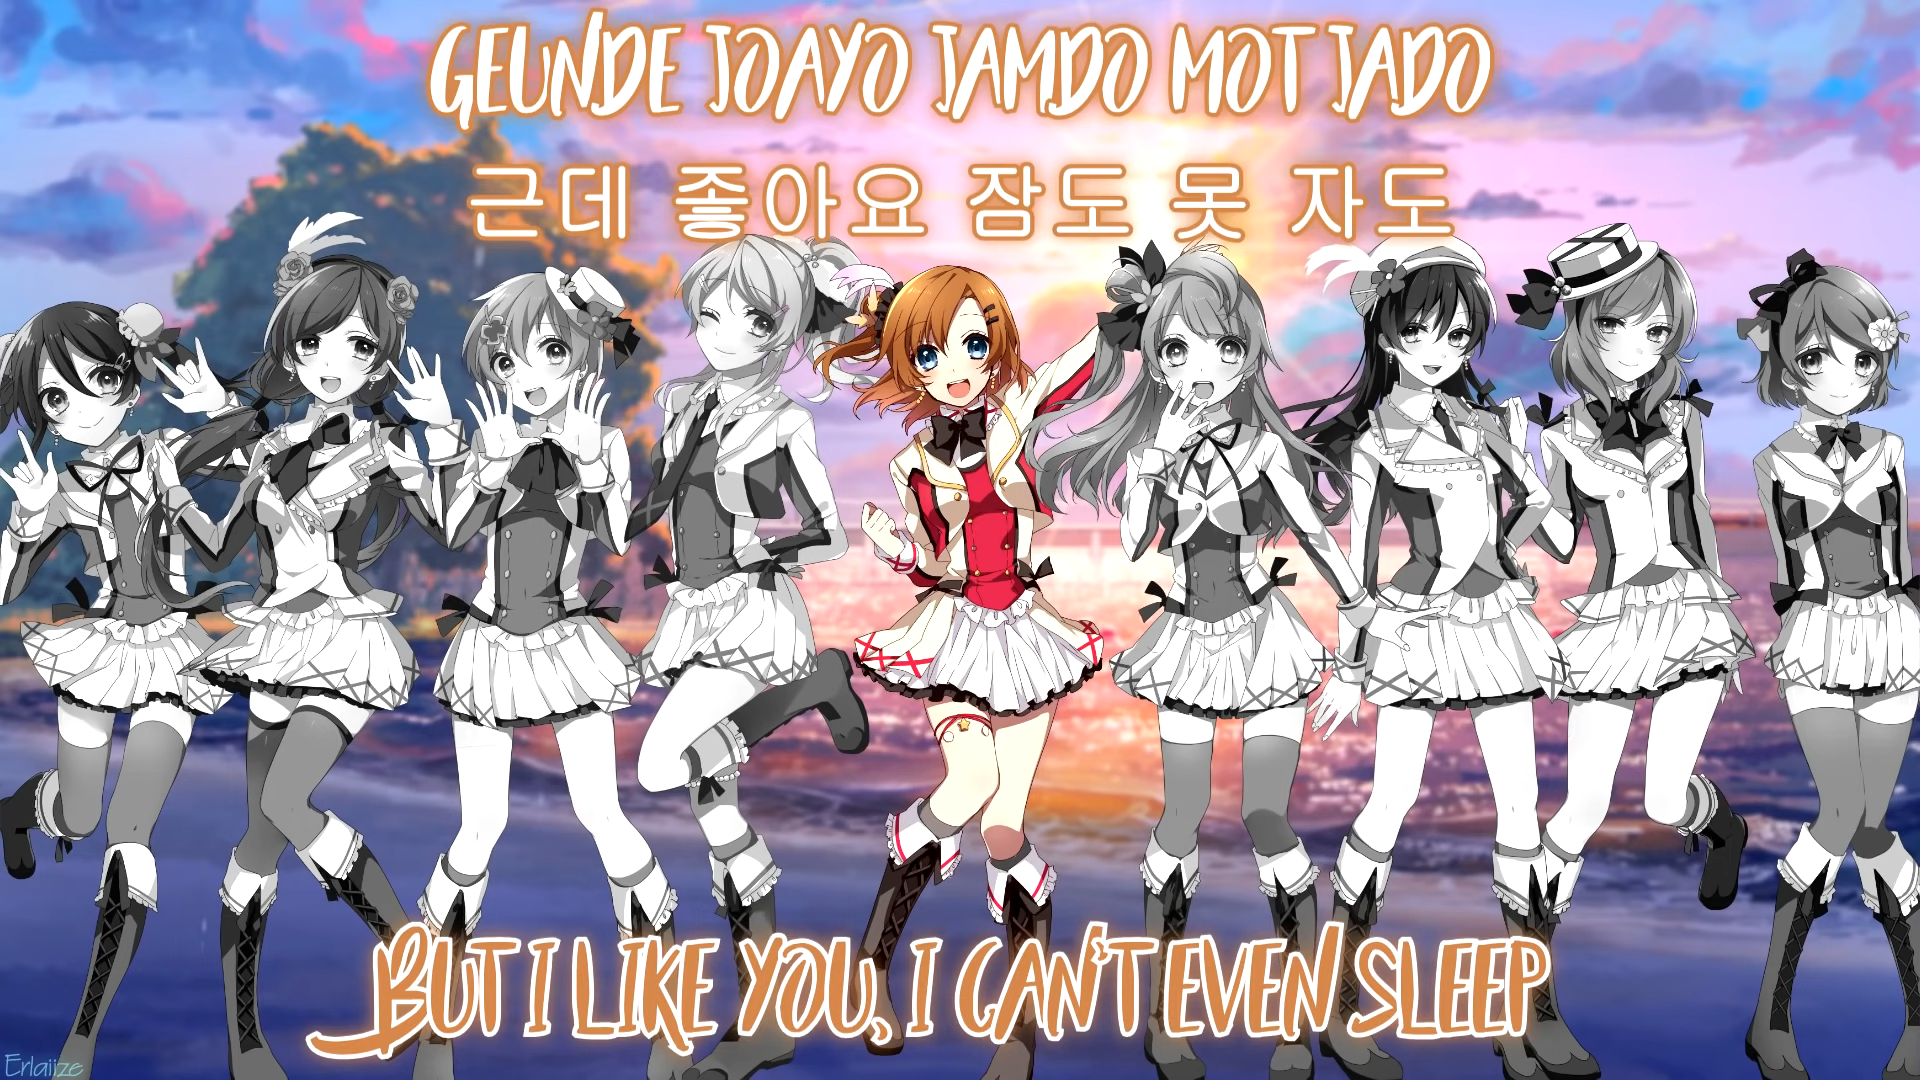 GEUNDE JOAYO JAMDO MOT JADO
근데 좋아요 잠도 못 자도
BUT I LIKE YOU, I CAN'T EVEN SLEEP
Erlaiize